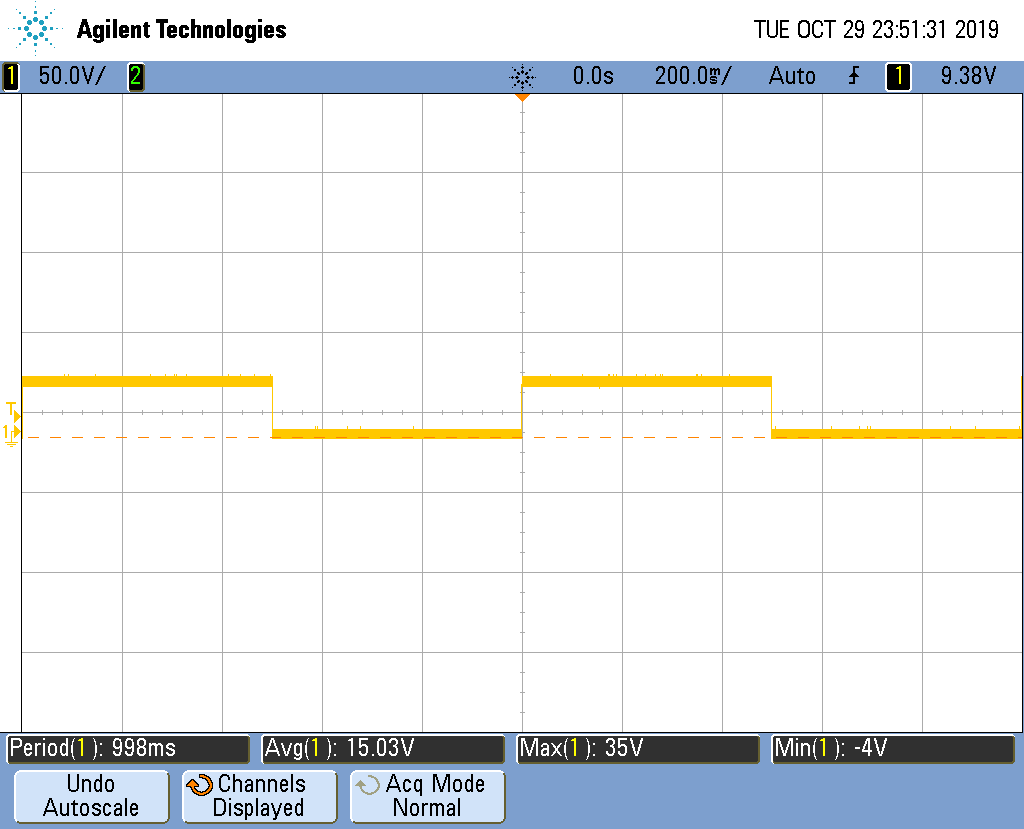 Agilent Technologies TUE OCT 29 23:51:31 2019
1 50.0V/ 2 0.0s 200.0ms/ Auto 1 9.38V
T
1
Period(1): 998ms Avg(1): 15.03V Max(1): 35V Min(1): -4V
Undo Autoscale
Channels Displayed
Acq Mode Normal